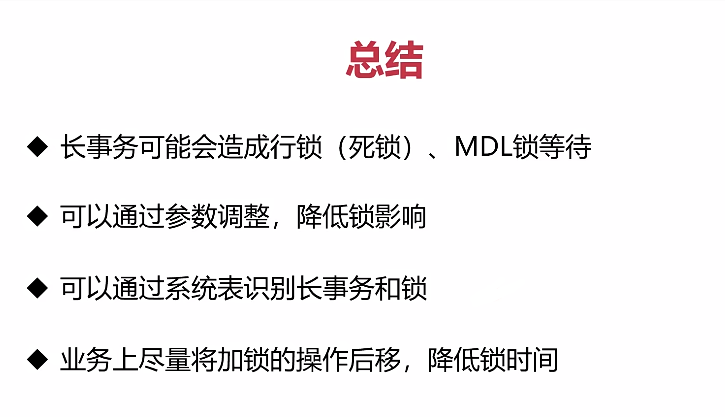 总结
◆ 长事务可能会造成行锁（死锁）、MDL锁等待
◆ 可以通过参数调整，降低锁影响
◆ 可以通过系统表识别长事务和锁
◆ 业务上尽量将加锁的操作后移，降低锁时间